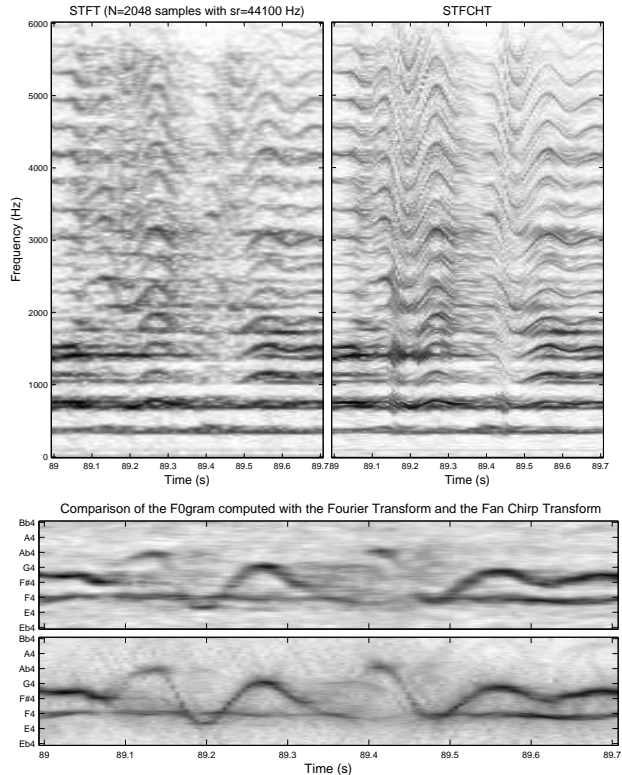 STFT (N=2048 samples with sr=44100 Hz)
STFCHT
6000
5000
4000
3000
2000
1000
0
Frequency (Hz)
89 89.1 89.2 89.3 89.4 89.5 89.6 89.7
89 89.1 89.2 89.3 89.4 89.5 89.6 89.7
Time (s)
Time (s)
Comparison of the F0gram computed with the Fourier Transform and the Fan Chirp Transform
Bb4
A4
Ab4
G4
F#4
F4
E4
Eb4
Bb4
A4
Ab4
G4
F#4
F4
E4
Eb4
89 89.1 89.2 89.3 89.4 89.5 89.6 89.7
Time (s)